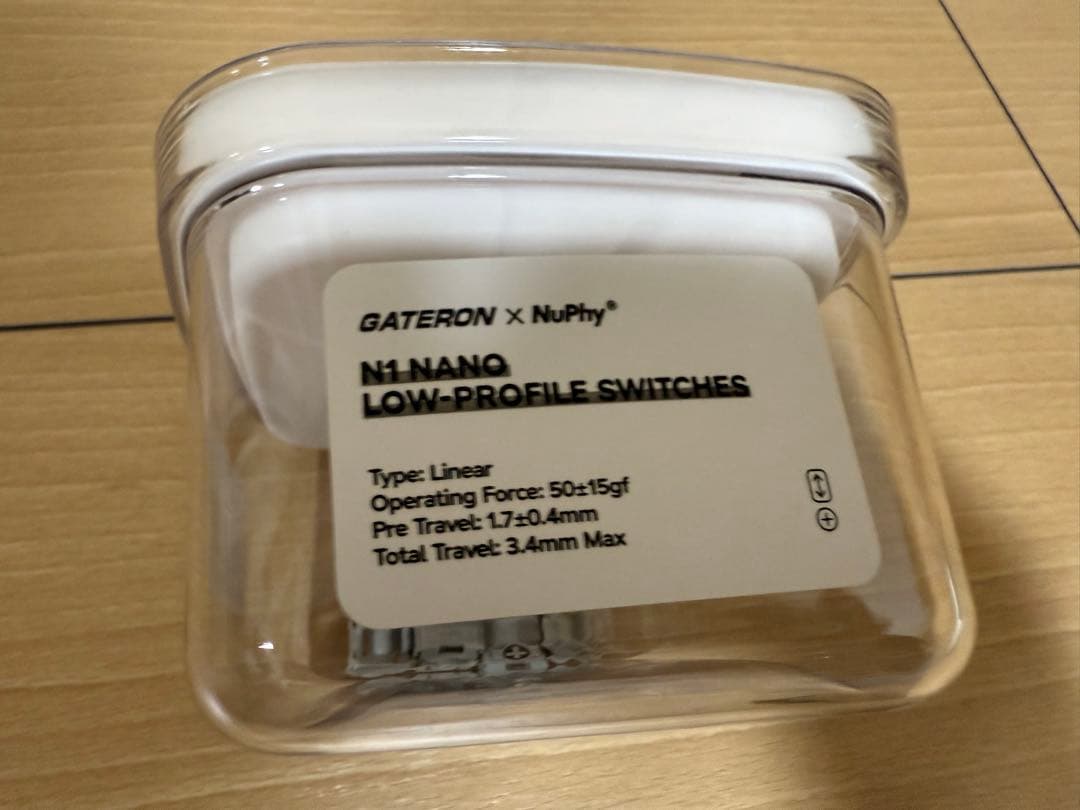 GATERON × NuPhy®
N1 NANO
LOW-PROFILE SWITCHES
Type: Linear
Operating Force: 50±15gf
Pre Travel: 1.7±0.4mm
Total Travel: 3.4mm Max